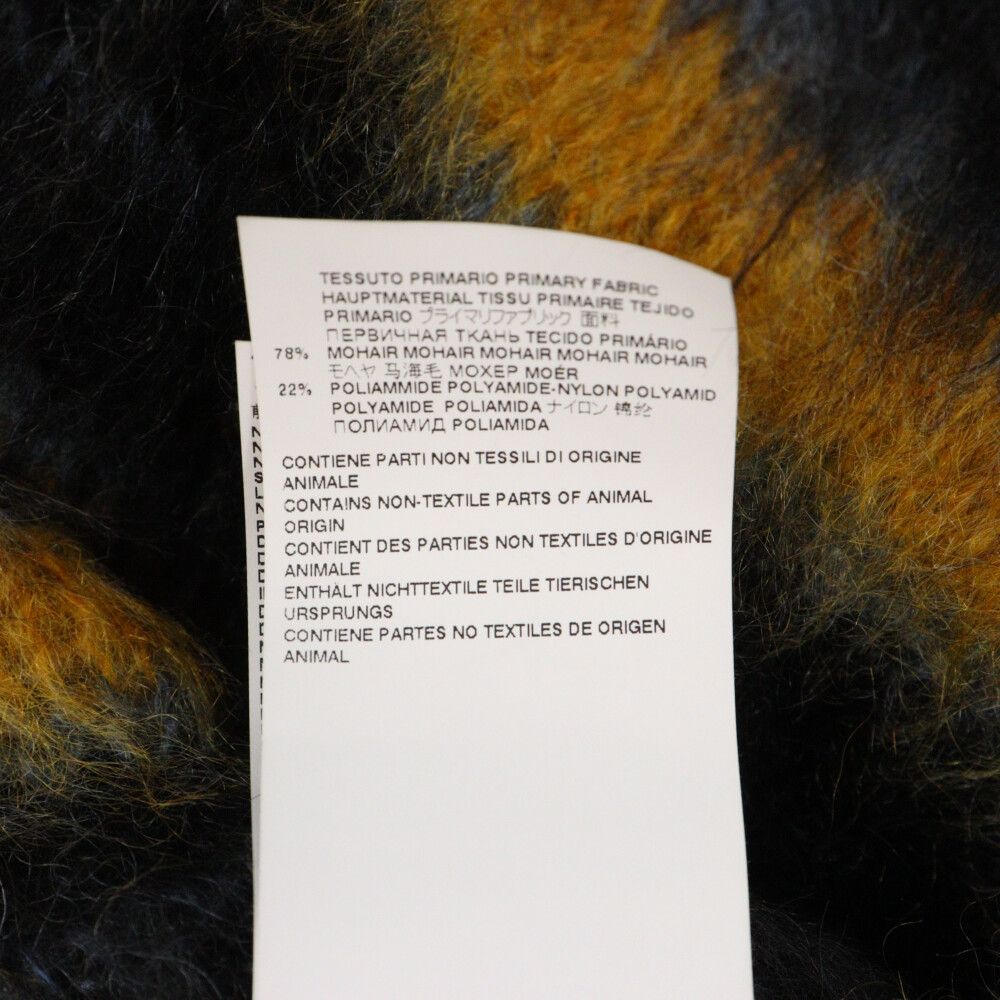 TESSUTO PRIMARIO PRIMARY FABRIC
HAUPTMATERIAL TISSU PRIMAIRE TEJIDO
PRIMARIO プライマリファブリック 面料
ПЕРВИЧНАЯ ТКАНЬ TECIDO PRIMÁRIO
78% MOHAIR MOHAIR MOHAIR MOHAIR MOHAIR
モヘヤ 马海毛 МОХЕР MOÉR
22% POLIAMMIDE POLYAMIDE-NYLON POLYAMID
POLYAMIDE POLIAMIDA ナイロン 锦纶
ПОЛИАМИД POLIAMIDA
CONTIENE PARTI NON TESSILI DI ORIGINE
ANIMALE
CONTAINS NON-TEXTILE PARTS OF ANIMAL
ORIGIN
CONTIENT DES PARTIES NON TEXTILES D'ORIGINE
ANIMALE
ENTHÄLT NICHTTEXTILE TEILE TIERISCHEN
URSPRUNGS
CONTIENE PARTES NO TEXTILES DE ORIGEN
ANIMAL